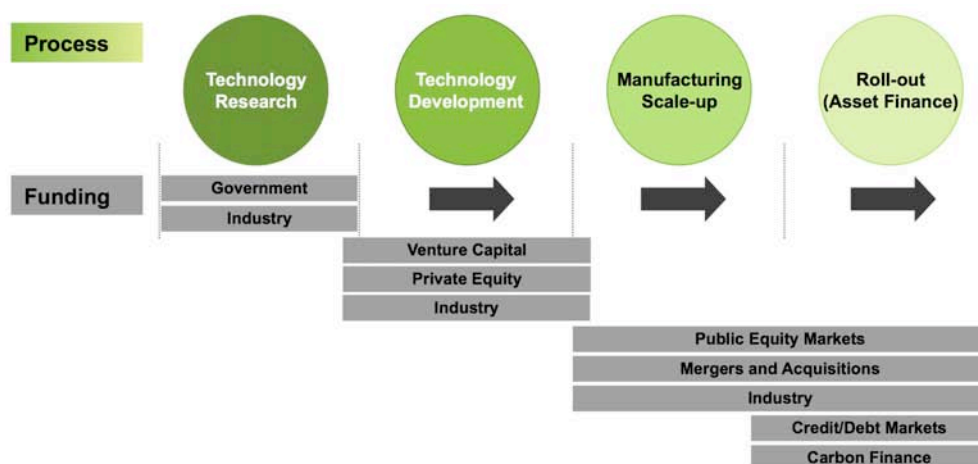 Process
Technology
Research
Technology
Development
Manufacturing
Scale-up
Roll-out
(Asset Finance)
Funding
Government
Industry
Venture Capital
Private Equity
Industry
Public Equity Markets
Mergers and Acquisitions
Industry
Credit/Debt Markets
Carbon Finance